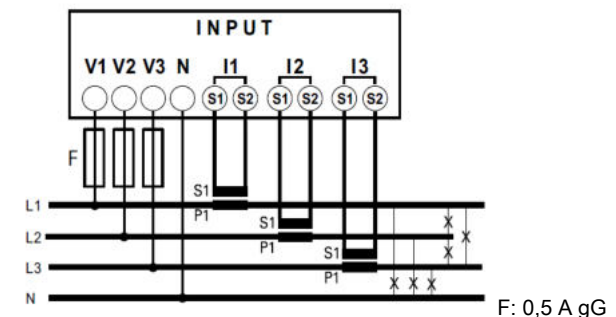 INPUT
V1 V2 V3 N I1 I2 I3
S1 S2 S1 S2 S1 S2
F
S1
L1
P1
S1
L2
P1
S1
L3
P1
N
F: 0,5 A gG